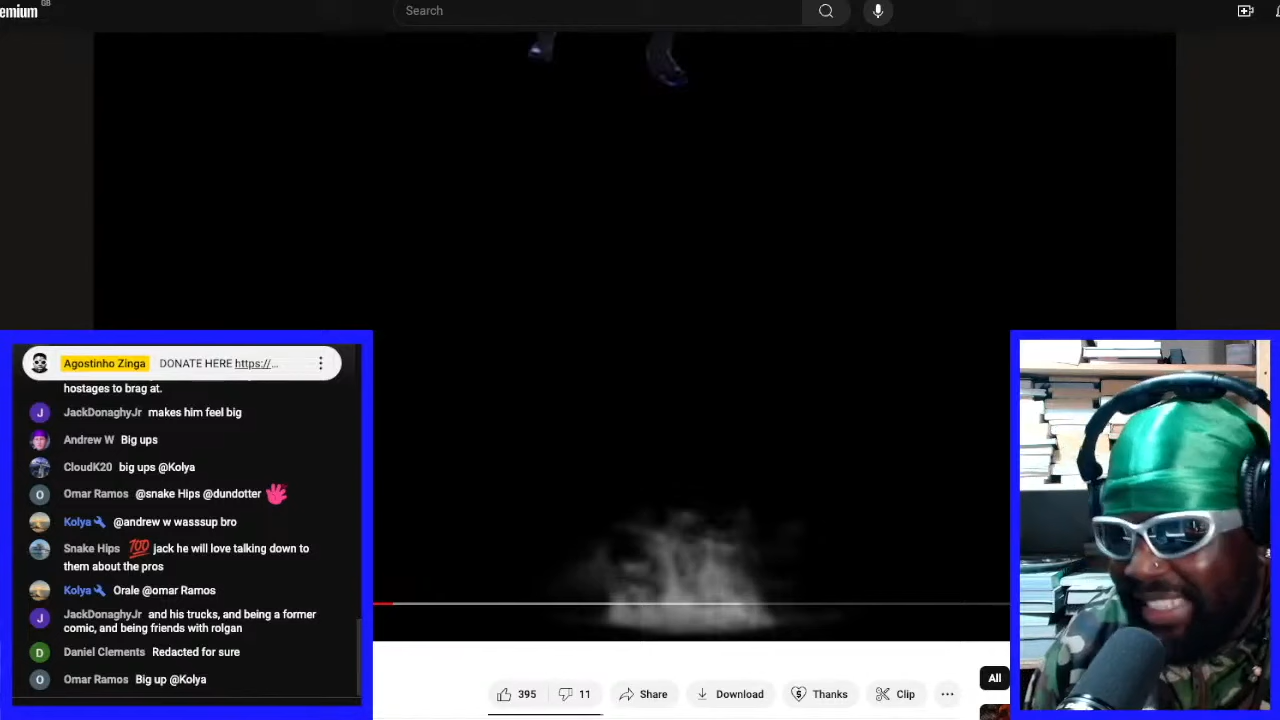 emium GB
Search
Agostinho Zinga DONATE HERE https://...
hostages to brag at.
J JackDonaghyJr makes him feel big
Andrew W Big ups
CloudK20 big ups @Kolya
O Omar Ramos @snake Hips @dundotter
Kolya @andrew w wasssup bro
Snake Hips 💯 jack he will love talking down to
them about the pros
Kolya Orale @omar Ramos
J JackDonaghyJr and his trucks, and being a former
comic, and being friends with rolgan
D Daniel Clements Redacted for sure
O Omar Ramos Big up @Kolya
395 11 Share Download Thanks Clip ...
All